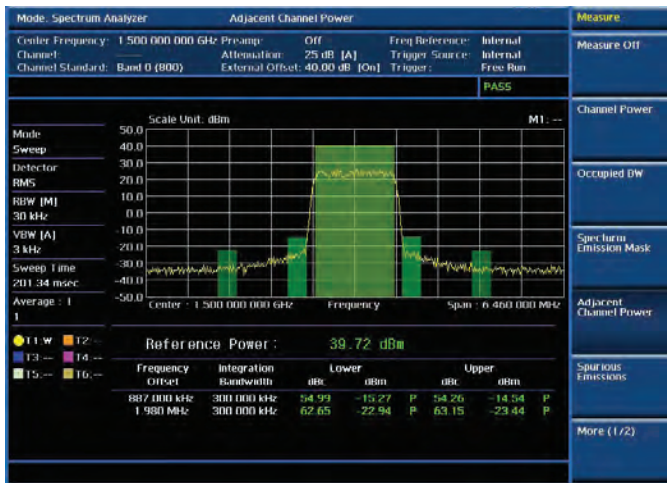 Mode: Spectrum Analyzer Adjacent Channel Power Measure
Center Frequency: 1.500 000 000 GHz Preamp: Off Freq Reference: Internal
Channel: ------ Attenuation: 25 dB [A] Trigger Source: Internal
Channel Standard: Band 0 (800) External Offset: 40.00 dB [On] Trigger: Free Run
PASS
Measure Off
Channel Power
Occupied BW
Specturm
Emission Mask
Adjacent
Channel Power
Spurious
Emissions
More (1/2)
Mode
Sweep
Detector
RMS
RBW [M]
30 kHz
VBW [A]
3 kHz
Sweep Time
201.34 msec
Average : 1
1
T1:W T2:--
T3:-- T4:--
T5:-- T6:--
Scale Unit: dBm M1: --
50.0
40.0
30.0
20.0
10.0
0.0
-10.0
-20.0
-30.0
-40.0
-50.0
Center : 1.500 000 000 GHz Frequency Span : 6.460 000 MHz
Reference Power: 39.72 dBm
Frequency Integration Lower Upper
Offset Bandwidth dBc dBm dBc dBm
887.000 kHz 300.000 kHz 54.99 -15.27 P 54.26 -14.54 P
1.980 MHz 300.000 kHz 62.65 -22.94 P 63.15 -23.44 P